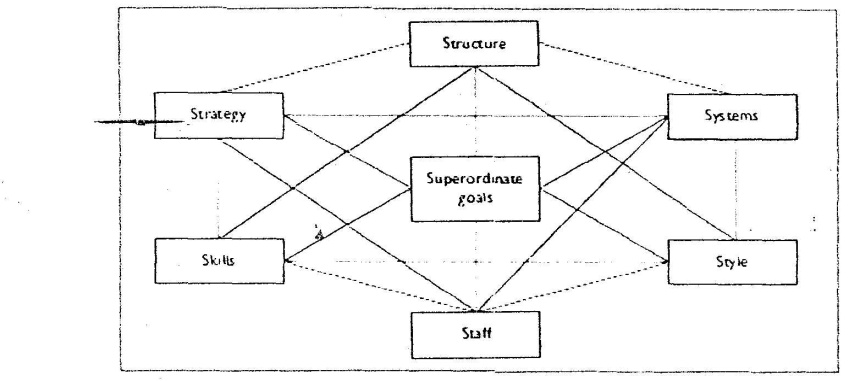 Structure
Strategy
Systems
Superordinate
goals
Skills
Style
Staff